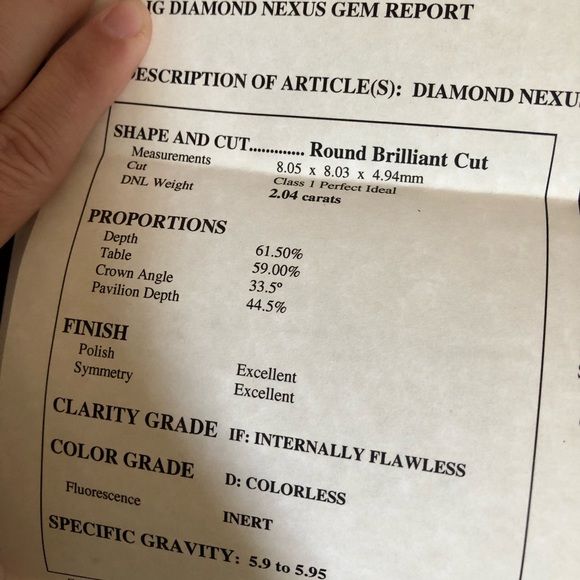 DIAMOND NEXUS GEM REPORT
DESCRIPTION OF ARTICLE(S): DIAMOND NEXU
SHAPE AND CUT............. Round Brilliant Cut
Measurements 8.05 x 8.03 x 4.94mm
Cut Class 1 Perfect Ideal
DNL Weight 2.04 carats
PROPORTIONS
Depth 61.50%
Table 59.00%
Crown Angle 33.5º
Pavilion Depth 44.5%
FINISH
Polish Excellent
Symmetry Excellent
CLARITY GRADE IF: INTERNALLY FLAWLESS
COLOR GRADE D: COLORLESS
Fluorescence INERT
SPECIFIC GRAVITY: 5.9 to 5.95